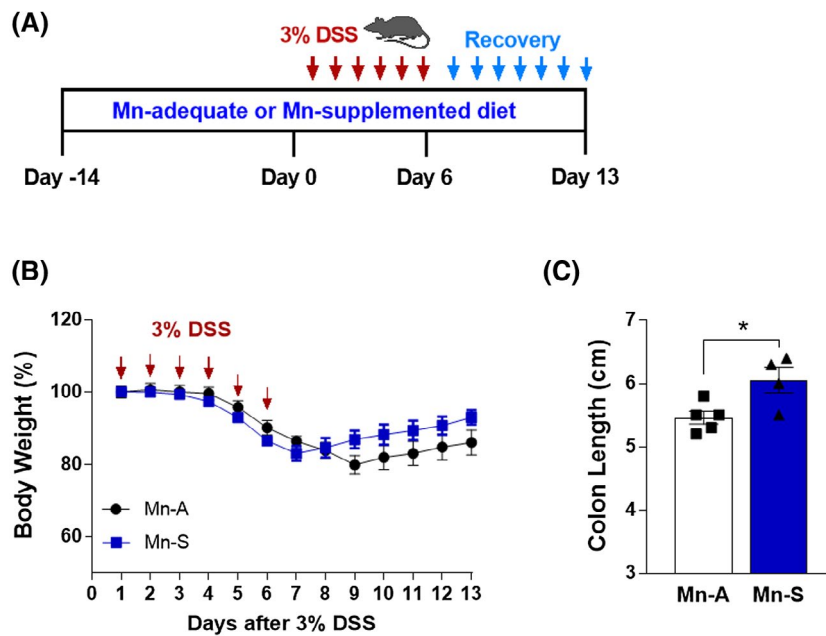 (A)
3% DSS
Recovery
Mn-adequate or Mn-supplemented diet
Day -14
Day 0
Day 6
Day 13
(B)
120
100
80
60
Body Weight (%)
3% DSS
Mn-A
Mn-S
0 1 2 3 4 5 6 7 8 9 10 11 12 13
Days after 3% DSS
(C)
7
6
5
4
3
Colon Length (cm)
*
Mn-A Mn-S